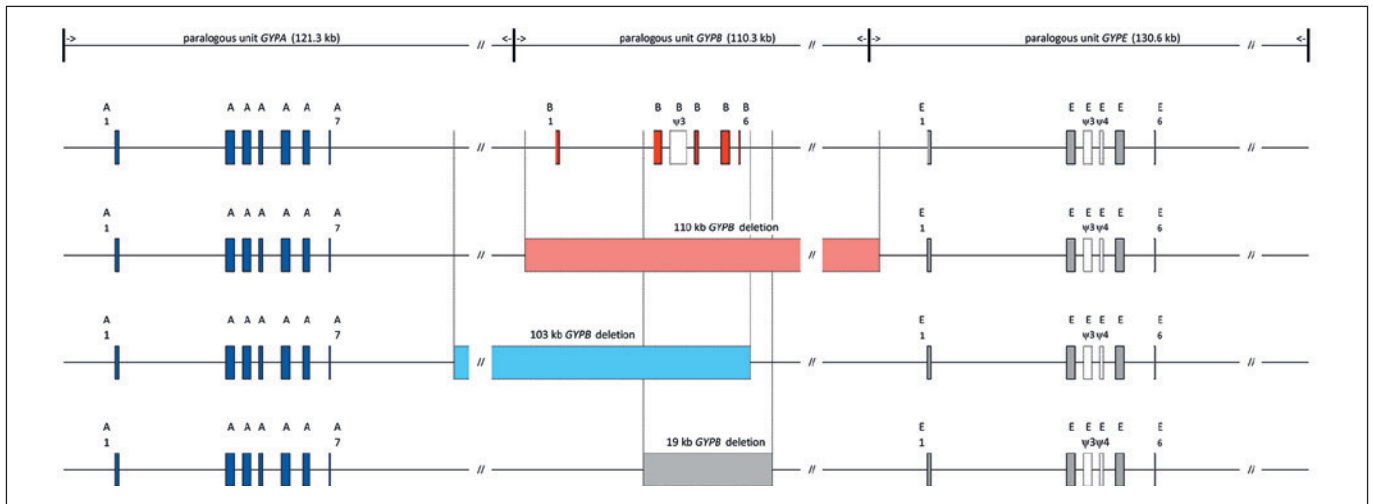 -> paralogous unit GYPA (121.3 kb) // <- -> paralogous unit GYPB (110.3 kb) // <- -> paralogous unit GYPE (130.6 kb) // <-
A A A A A A A B B B B B B E E E E E E
1 7 1 ψ3 6 1 ψ3 ψ4 6
// // //
A A A A A A A 110 kb GYPB deletion E E E E E E
1 7 1 ψ3 ψ4 6
// // //
A A A A A A A 103 kb GYPB deletion E E E E E E
1 7 1 ψ3 ψ4 6
// // //
A A A A A A A 19 kb GYPB deletion E E E E E E
1 7 1 ψ3 ψ4 6
// // //